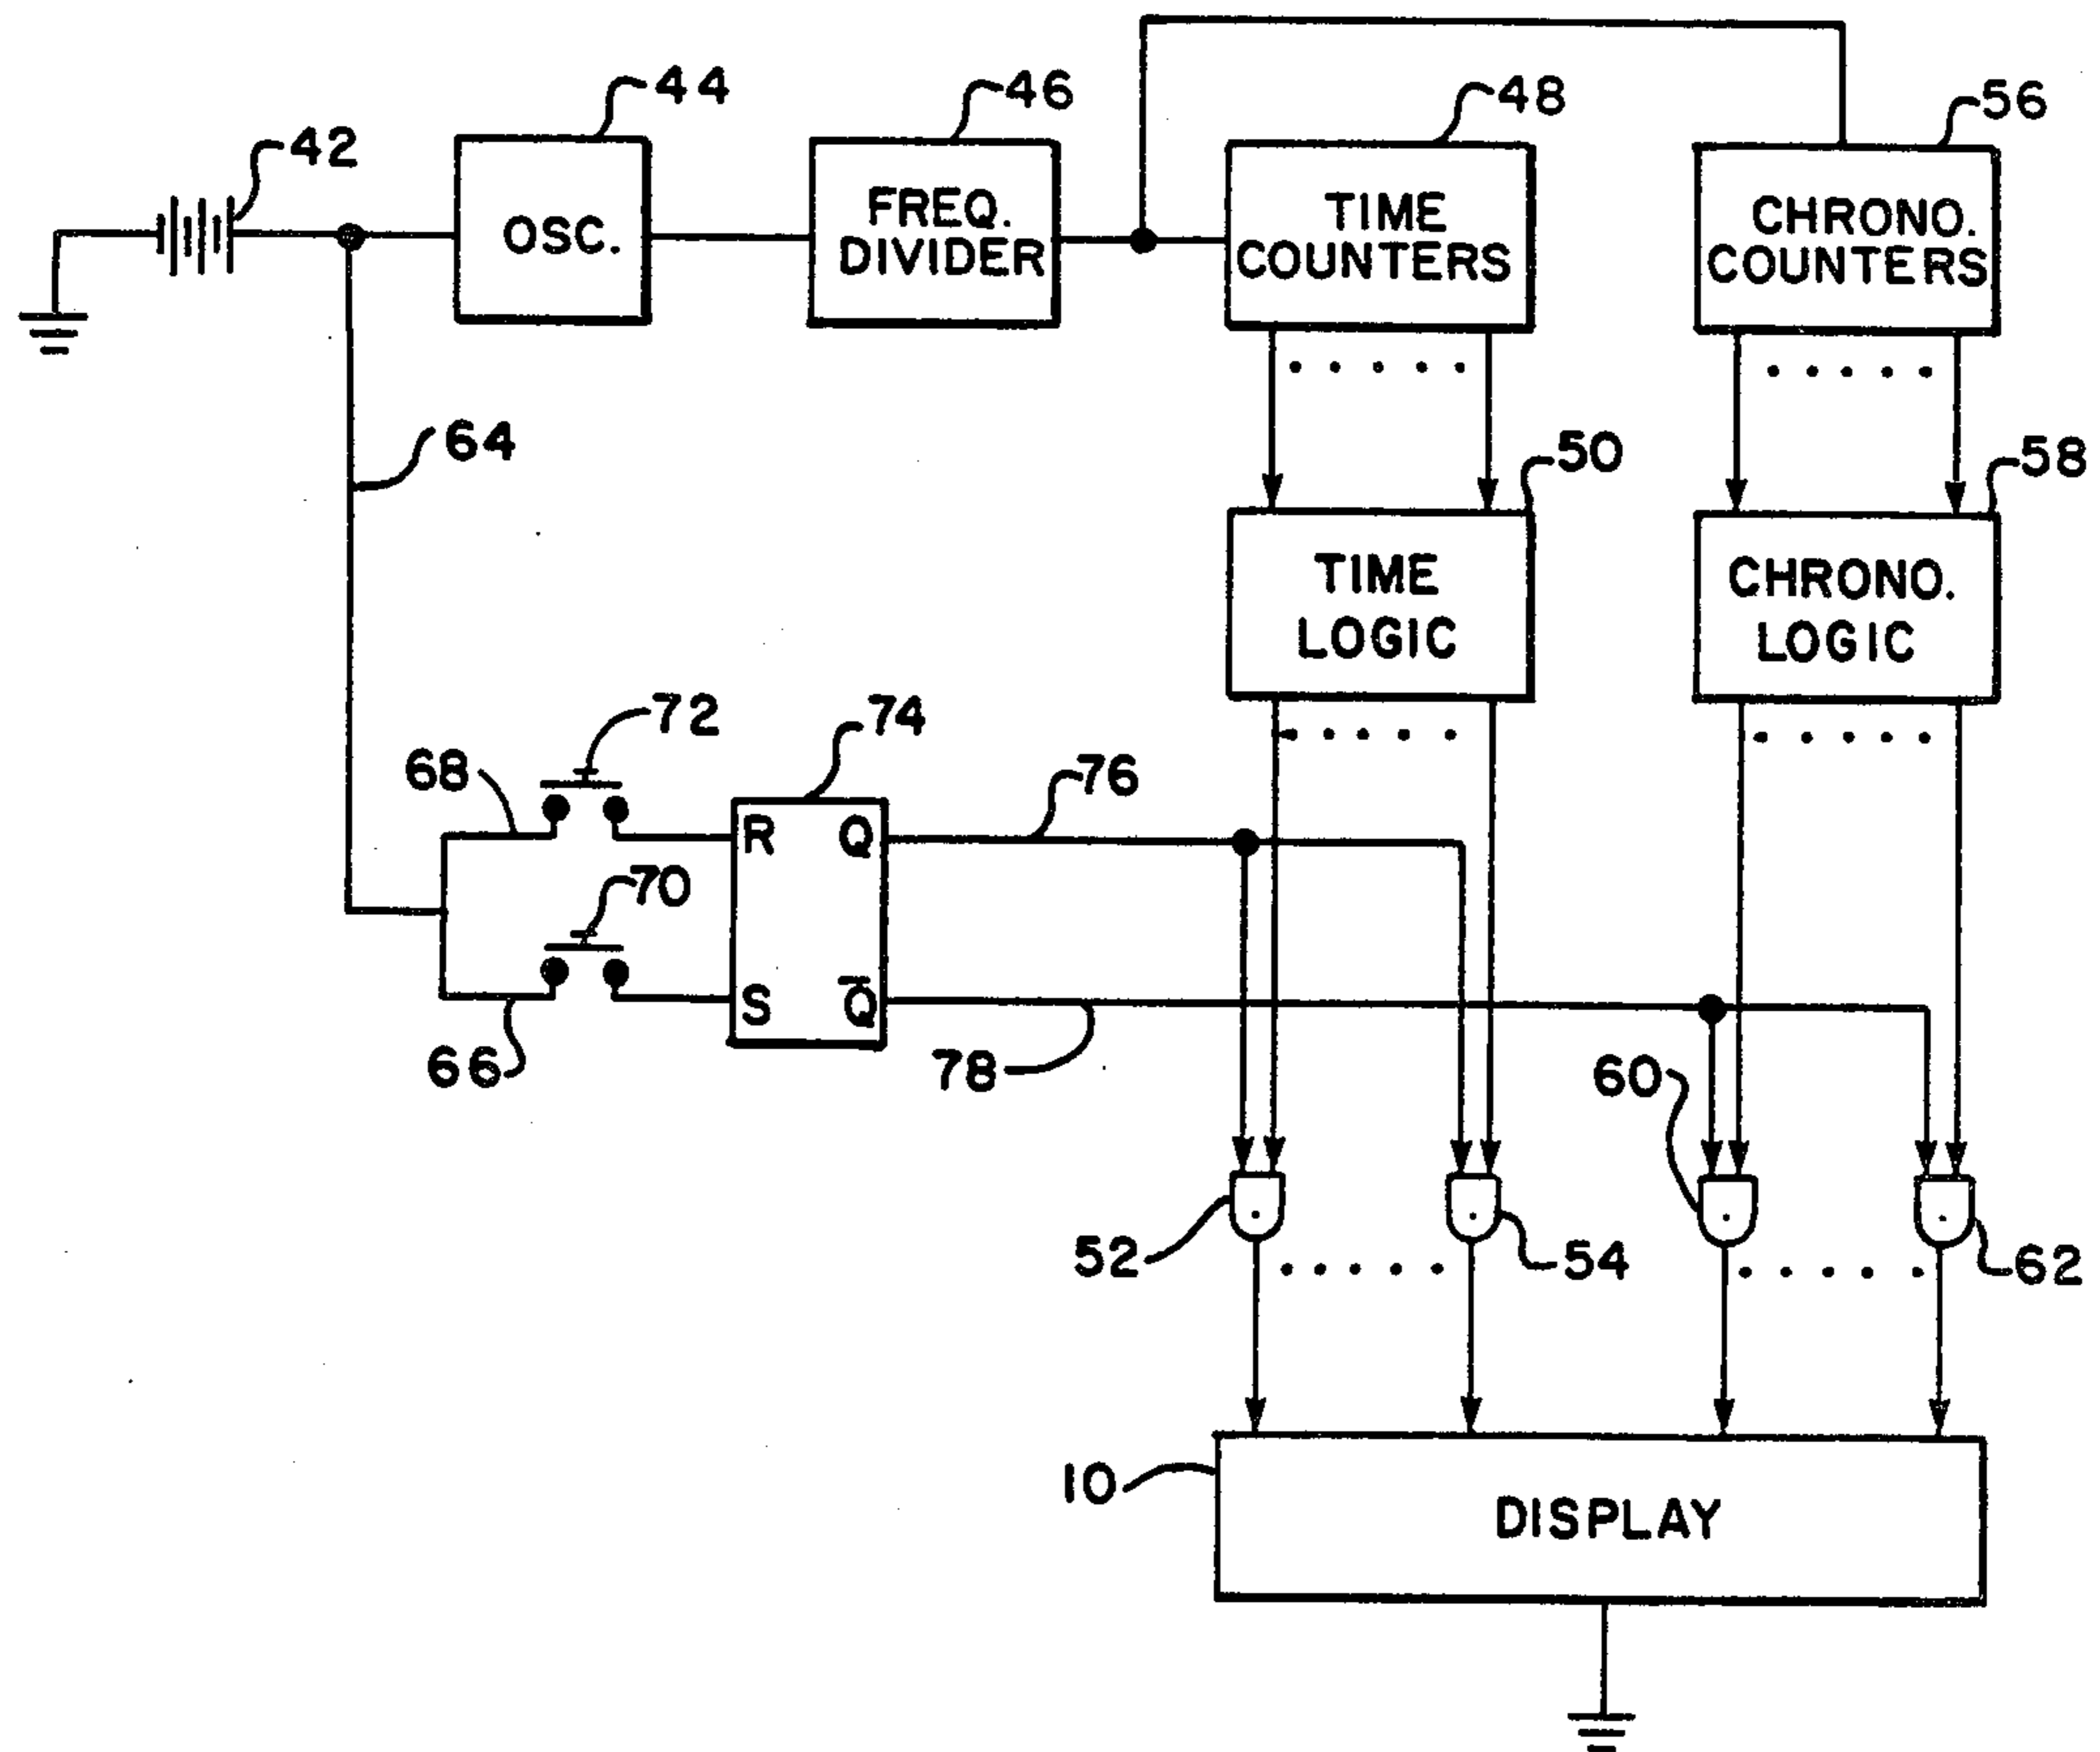 44
46
48
56
42
OSC.
FREQ.
DIVIDER
TIME
COUNTERS
CHRONO.
COUNTERS
64
50
58
TIME
LOGIC
CHRONO.
LOGIC
72
74
68
76
R
Q
70
S
Q̅
66
78
60
52
54
62
10
DISPLAY